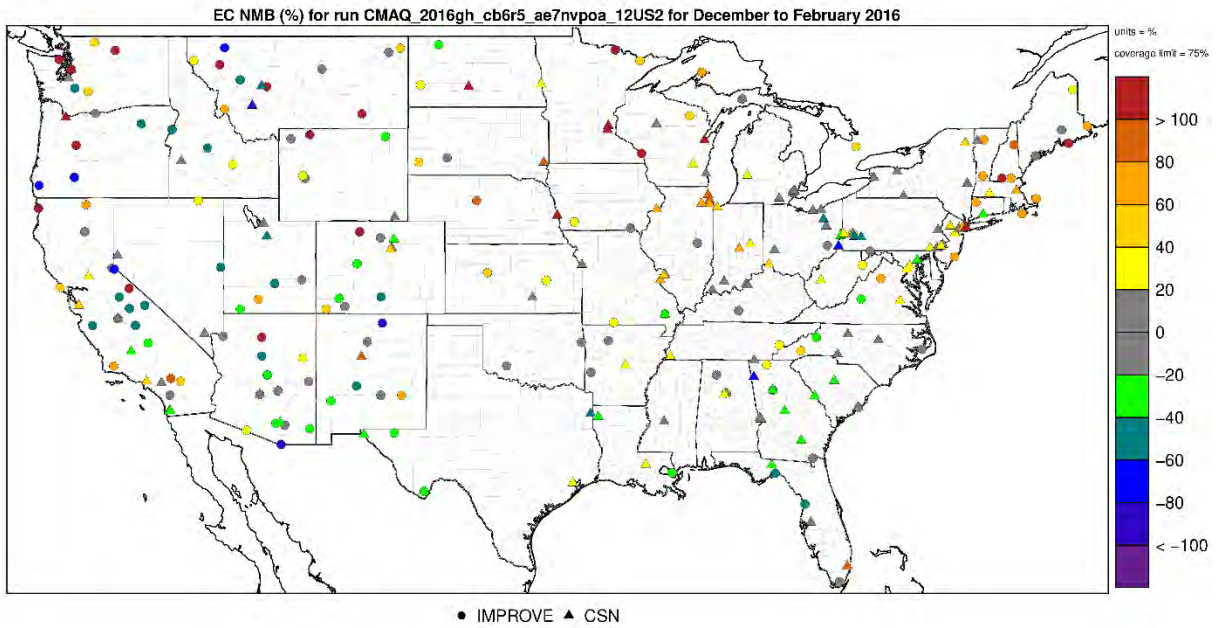 EC NMB (%) for run CMAQ_2016gh_cb6r5_ae7nvpoa_12US2 for December to February 2016
units = %
coverage limit = 75%
> 100
80
60
40
20
0
−20
−40
−60
−80
< −100
● IMPROVE ▲ CSN